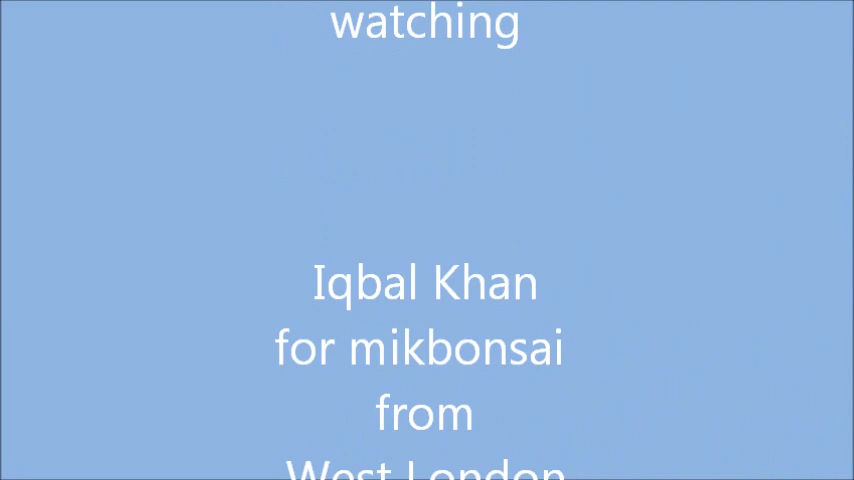 watching
Iqbal Khan
for mikbonsai
from
West London